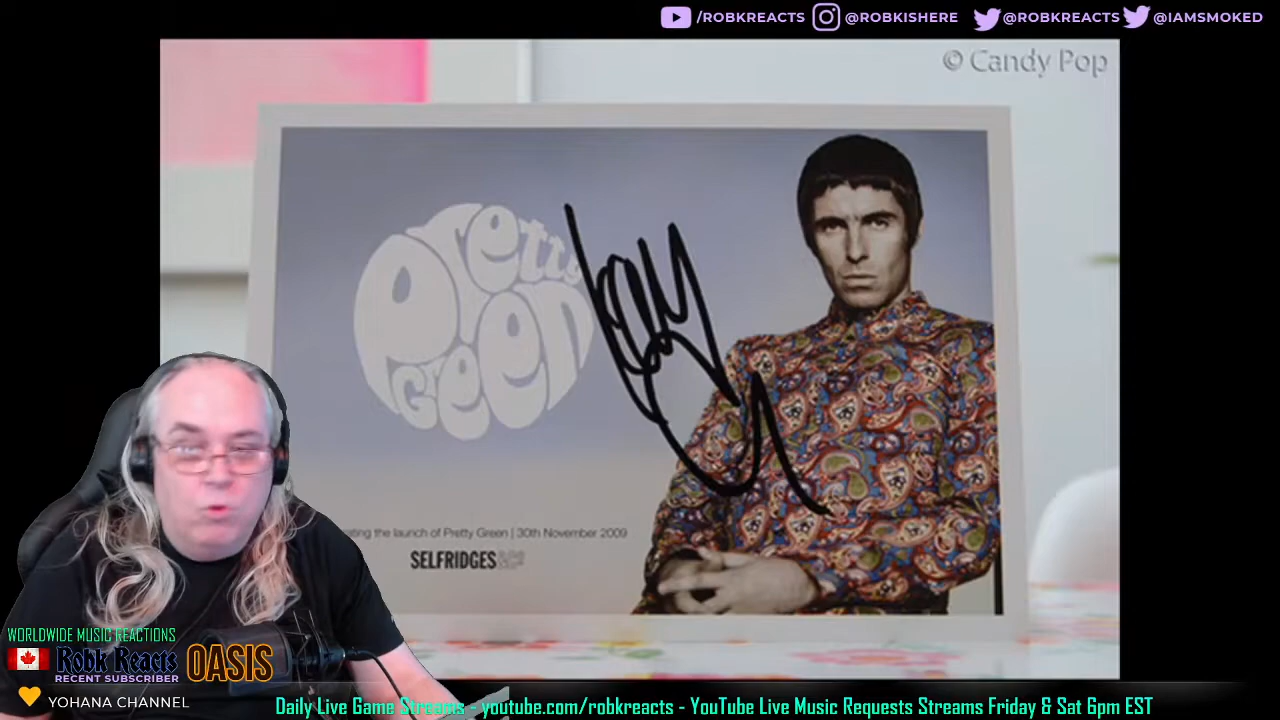 /ROBKREACTS @ROBKISHERE @ROBKREACTS @IAMSMOKED
© Candy Pop
Pretty
Green
ating the launch of Pretty Green | 30th November 2009
SELFRIDGES&CO
WORLDWIDE MUSIC REACTIONS
Robk Reacts OASIS
RECENT SUBSCRIBER
YOHANA CHANNEL
Daily Live Game Streams - youtube.com/robkreacts - YouTube Live Music Requests Streams Friday & Sat 6pm EST